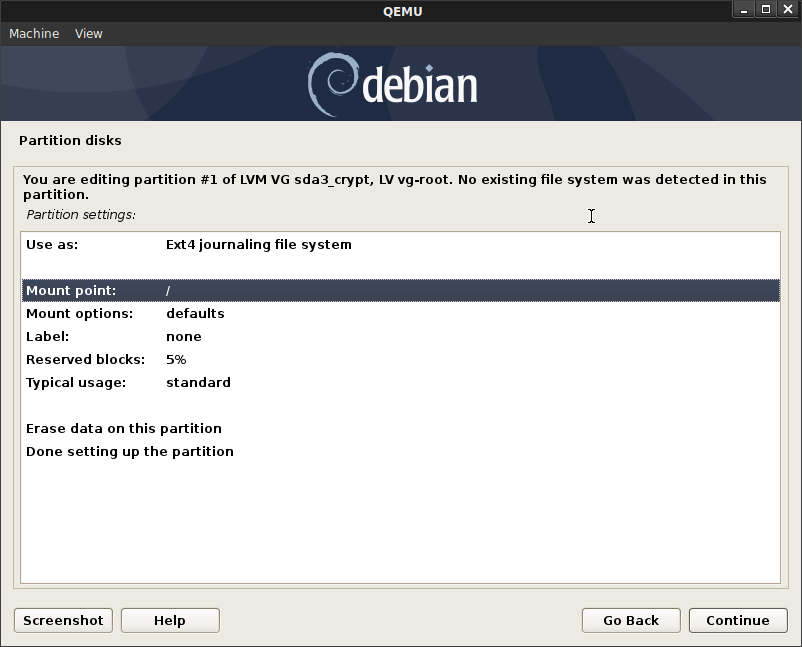 QEMU
Machine View
debian
Partition disks
You are editing partition #1 of LVM VG sda3_crypt, LV vg-root. No existing file system was detected in this
partition.
Partition settings:
Use as: Ext4 journaling file system
Mount point: /
Mount options: defaults
Label: none
Reserved blocks: 5%
Typical usage: standard
Erase data on this partition
Done setting up the partition
Screenshot Help Go Back Continue